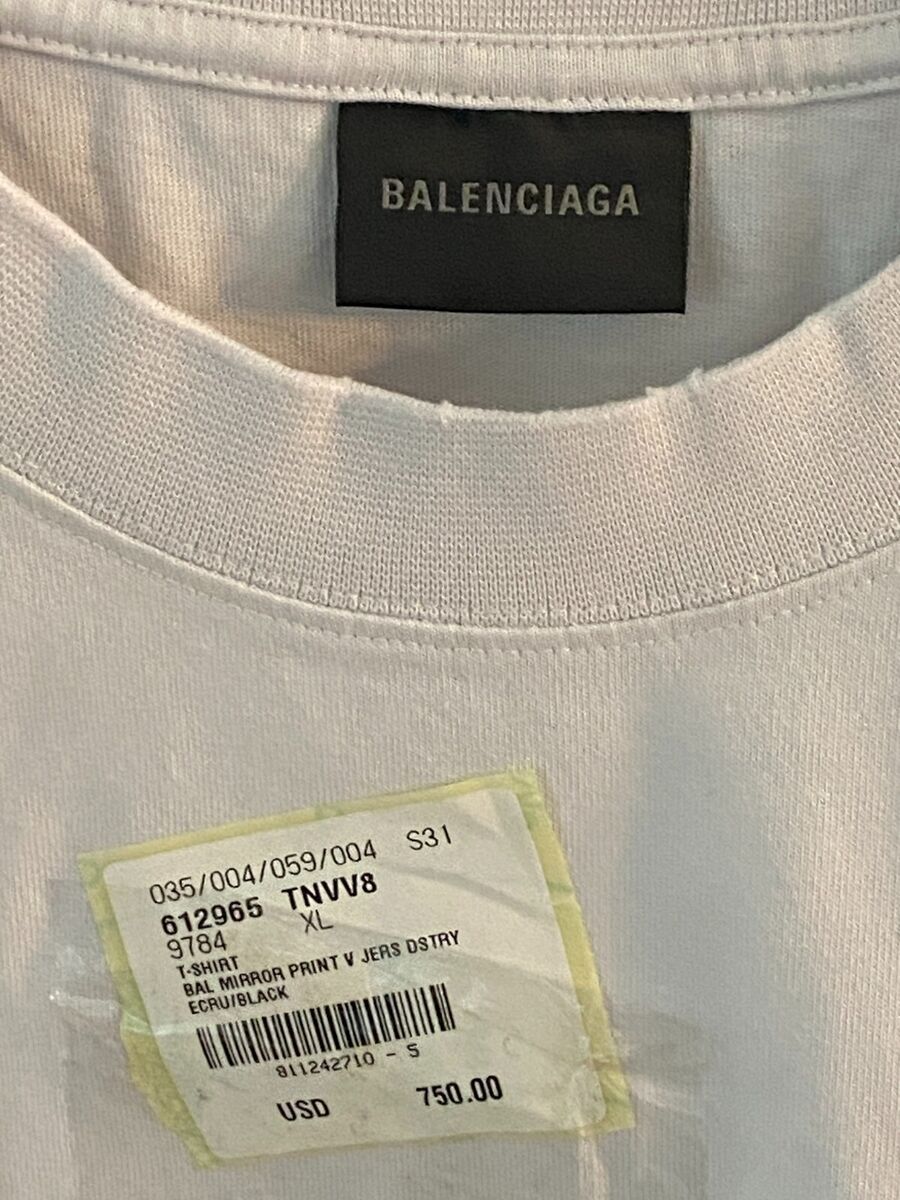 BALENCIAGA
035/004/059/004 S31
612965 TNVV8
9784 XL
T-SHIRT
BAL MIRROR PRINT V JERS DSTRY
ECRU/BLACK
811242710 - 5
USD 750.00